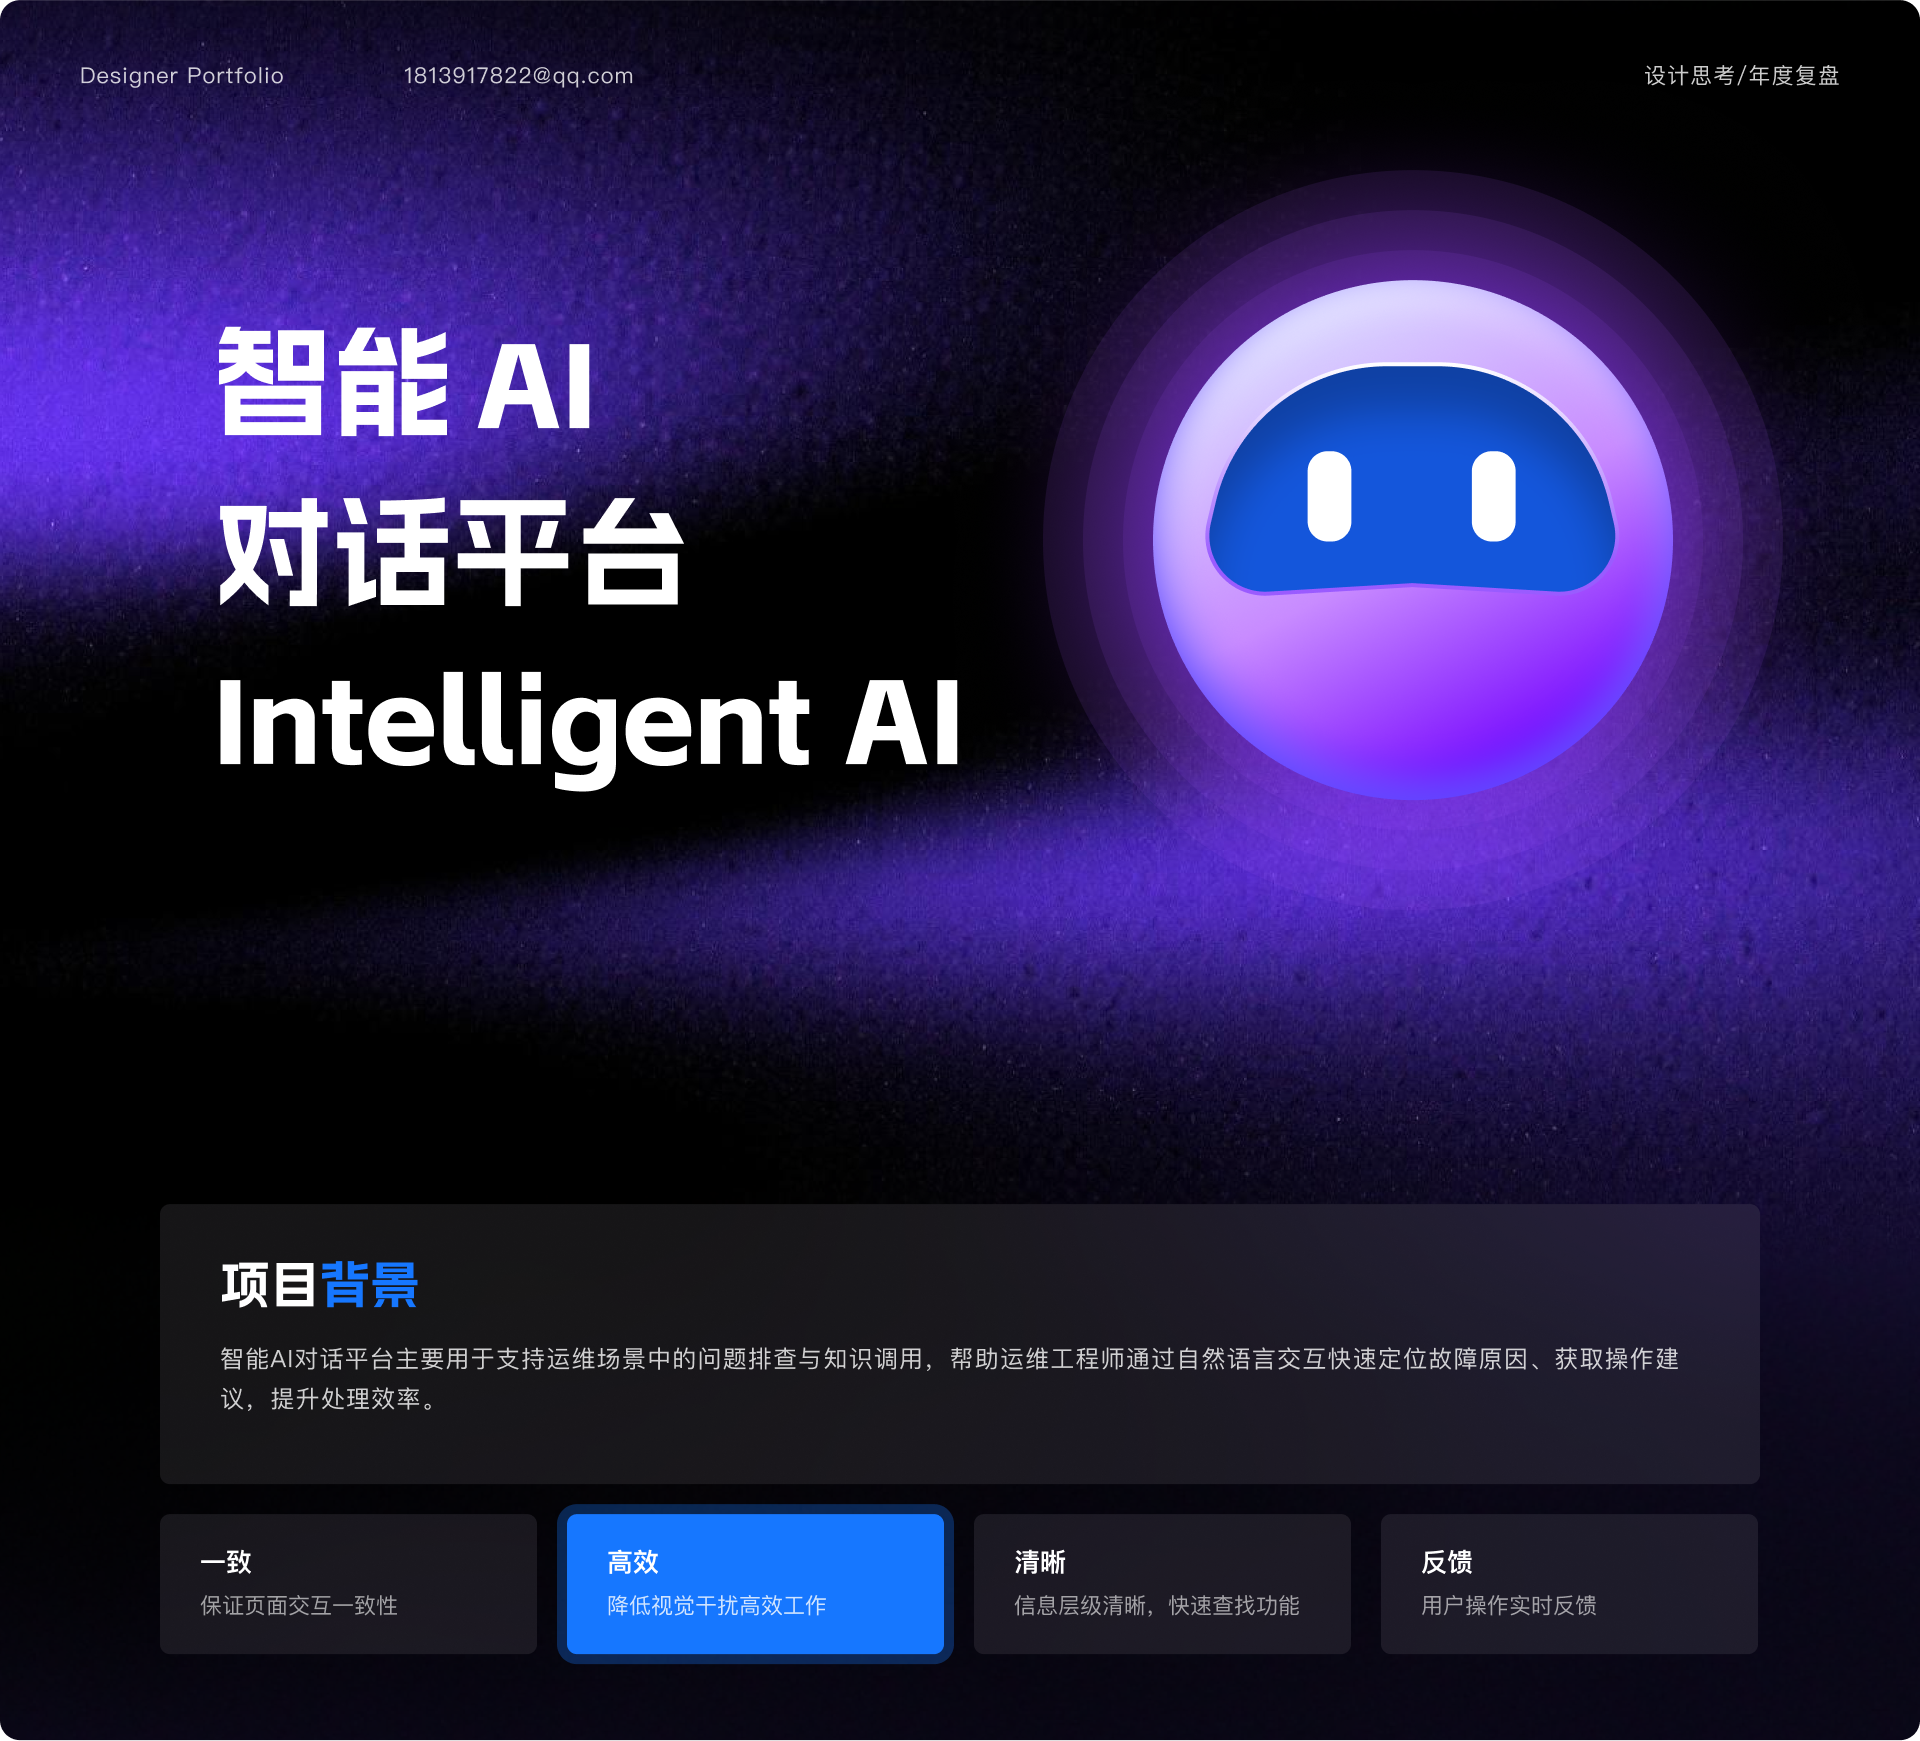 Designer Portfolio
1813917822@qq.com
设计思考/年度复盘
智能 AI
对话平台
Intelligent AI
项目背景
智能AI对话平台主要用于支持运维场景中的问题排查与知识调用，帮助运维工程师通过自然语言交互快速定位故障原因、获取操作建
议，提升处理效率。
一致
保证页面交互一致性
高效
降低视觉干扰高效工作
清晰
信息层级清晰，快速查找功能
反馈
用户操作实时反馈